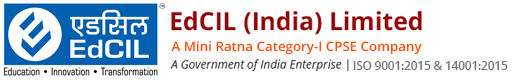 एडसिल
EdCIL
Education • Innovation • Transformation
EdCIL (India) Limited
A Mini Ratna Category-I CPSE Company
A Government of India Enterprise | ISO 9001:2015 & 14001:2015